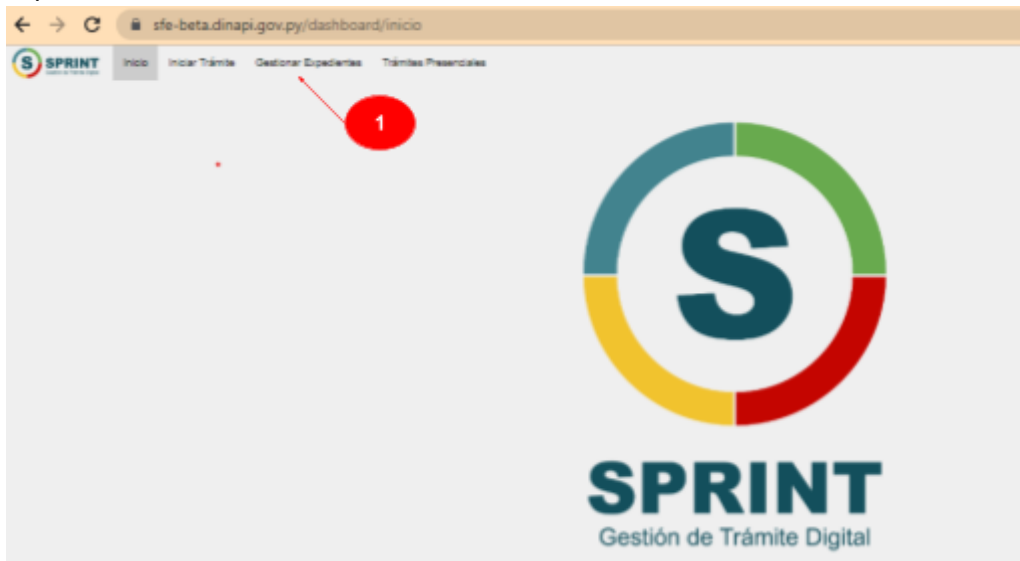 sfe-beta.dinapi.gov.py/dashboard/inicio
S SPRINT Inicio Iniciar Trámite Gestionar Expedientes Trámites Presenciales
1
S
SPRINT
Gestión de Trámite Digital